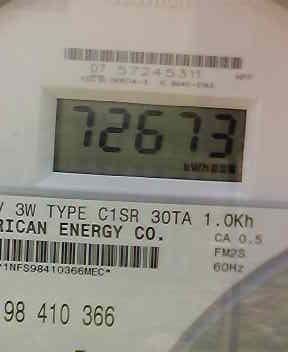 07 57245311
72673
kWh
V 3W TYPE C1SR 30TA 1.0Kh
RICAN ENERGY CO.
CA 0.5
FM2S
*1NFS98410366MEC*
60Hz
98 410 366